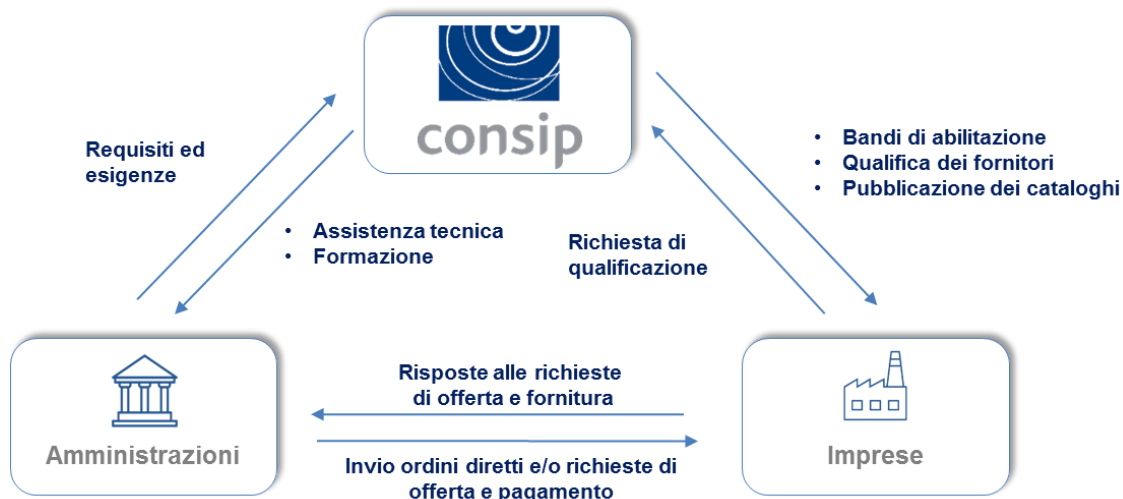 consip
Requisiti ed
esigenze
• Bandi di abilitazione
• Qualifica dei fornitori
• Pubblicazione dei cataloghi
• Assistenza tecnica
• Formazione
Richiesta di
qualificazione
Amministrazioni
Risposte alle richieste
di offerta e fornitura
Invio ordini diretti e/o richieste di
offerta e pagamento
Imprese